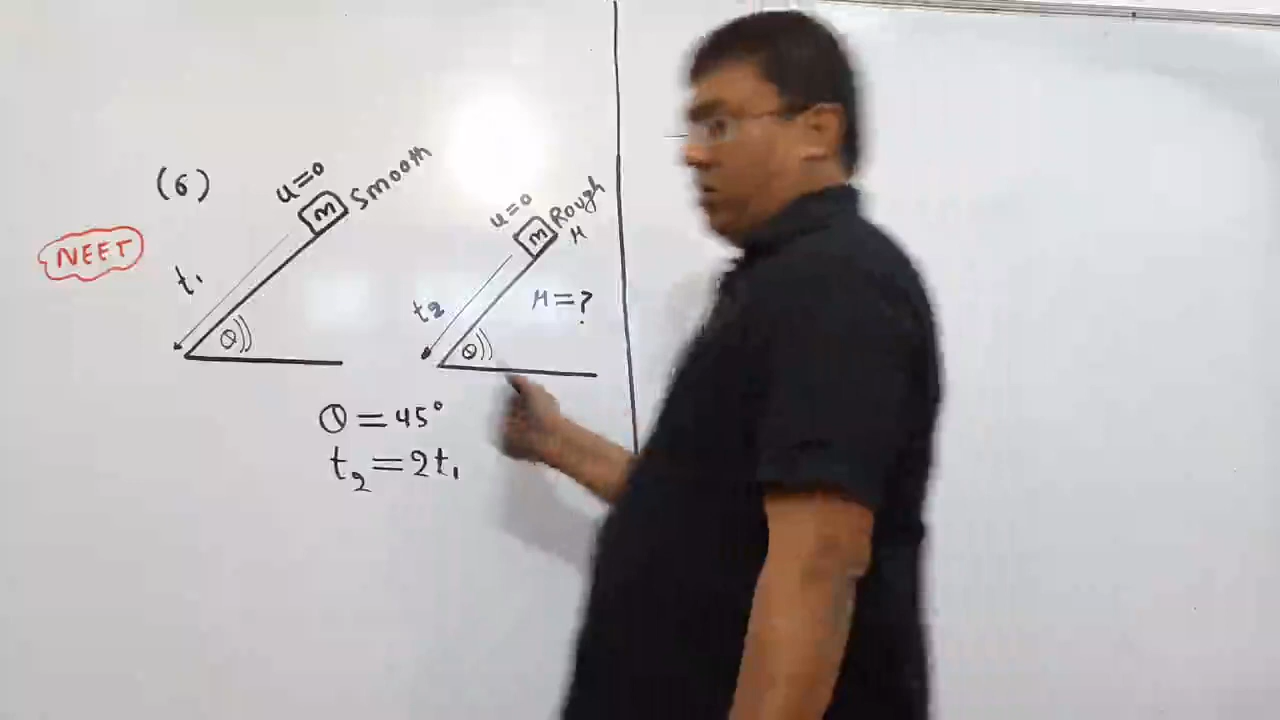 (6)
NEET
u=0
m
Smooth
t₁
θ
u=0
m
Rough
μ
t₂
μ=?
θ
θ=45°
t₂=2t₁